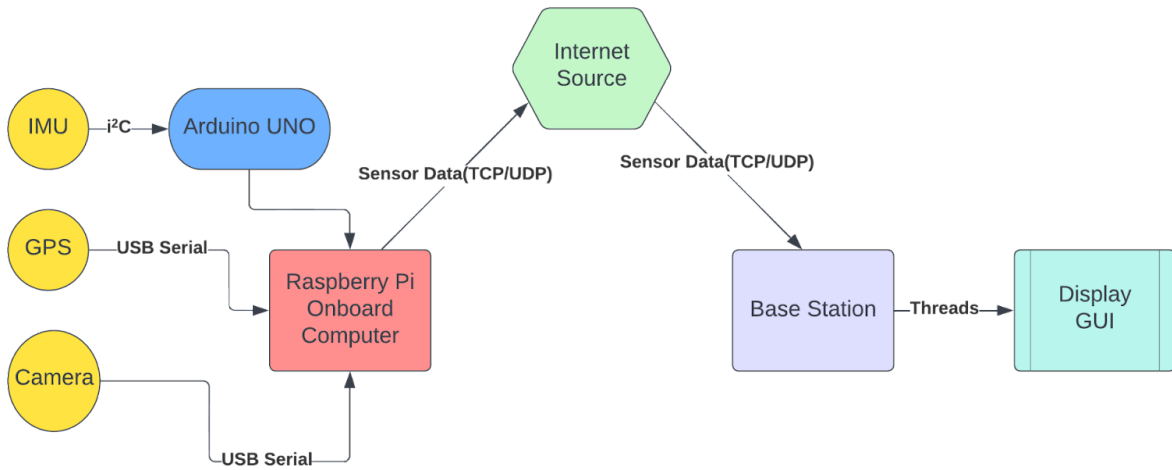 Internet
Source
IMU
i²C
Arduino UNO
Sensor Data(TCP/UDP)
Sensor Data(TCP/UDP)
GPS
USB Serial
Raspberry Pi
Onboard
Computer
Base Station
Threads
Display
GUI
Camera
USB Serial